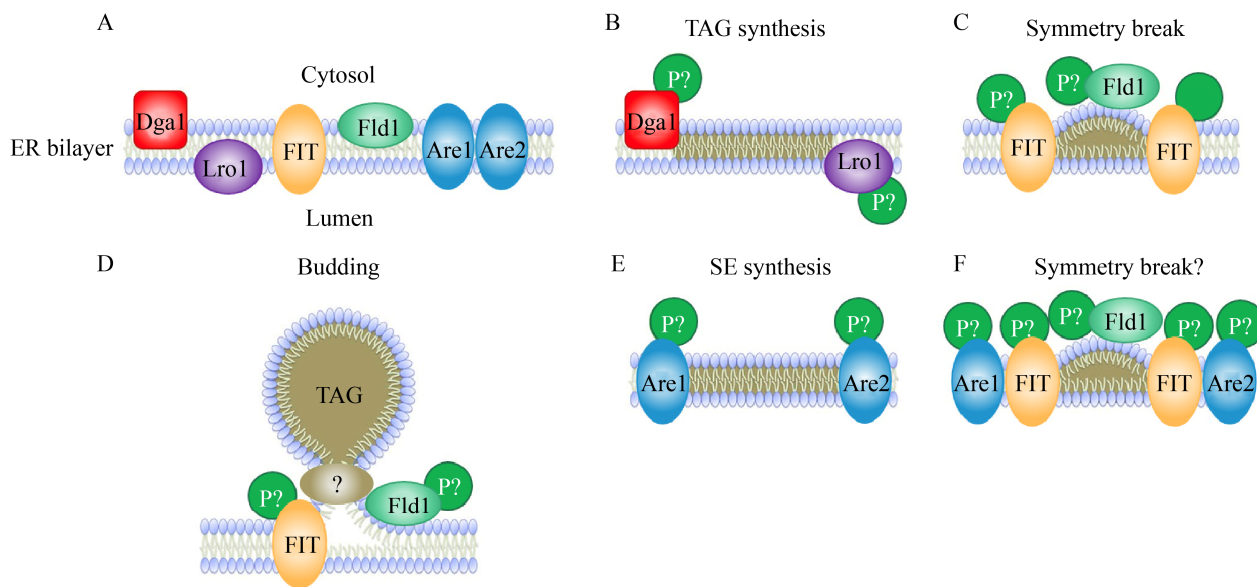 A
Cytosol
ER bilayer
Dga1
Lro1
FIT
Fld1
Are1
Are2
Lumen
B
TAG synthesis
P?
Dga1
Lro1
P?
C
Symmetry break
P?
P?
Fld1
FIT
FIT
D
Budding
TAG
?
P?
P?
Fld1
FIT
E
SE synthesis
P?
P?
Are1
Are2
F
Symmetry break?
P?
P?
P?
Fld1
P?
P?
Are1
FIT
FIT
Are2